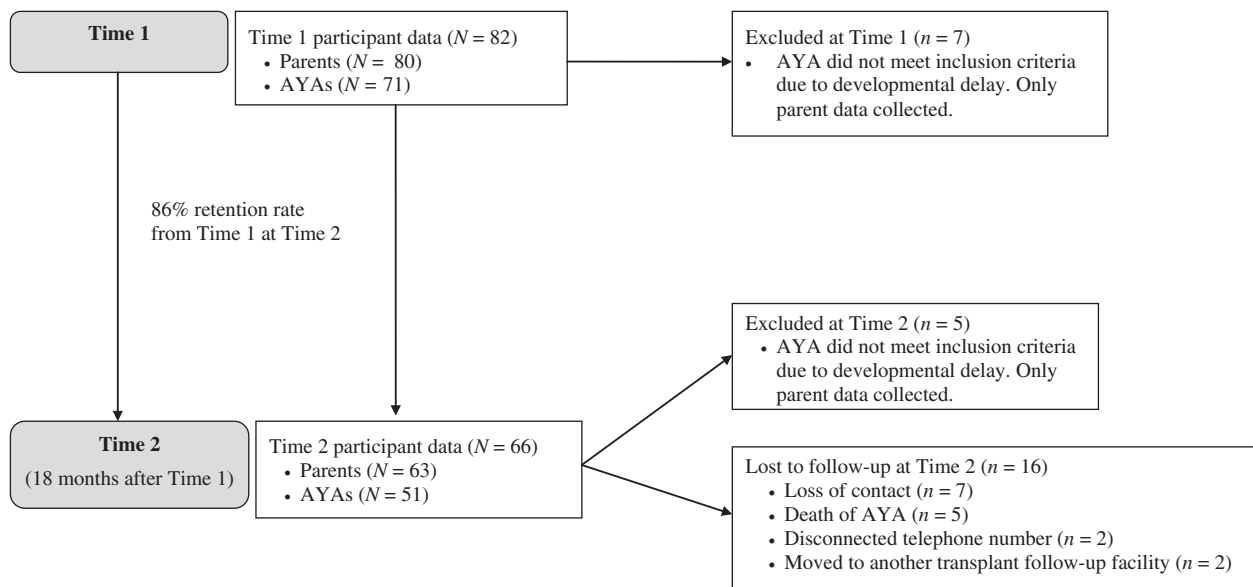 Time 1
Time 1 participant data (N = 82)
• Parents (N = 80)
• AYAs (N = 71)
Excluded at Time 1 (n = 7)
• AYA did not meet inclusion criteria
due to developmental delay. Only
parent data collected.
86% retention rate
from Time 1 at Time 2
Excluded at Time 2 (n = 5)
• AYA did not meet inclusion criteria
due to developmental delay. Only
parent data collected.
Time 2
(18 months after Time 1)
Time 2 participant data (N = 66)
• Parents (N = 63)
• AYAs (N = 51)
Lost to follow-up at Time 2 (n = 16)
• Loss of contact (n = 7)
• Death of AYA (n = 5)
• Disconnected telephone number (n = 2)
• Moved to another transplant follow-up facility (n = 2)